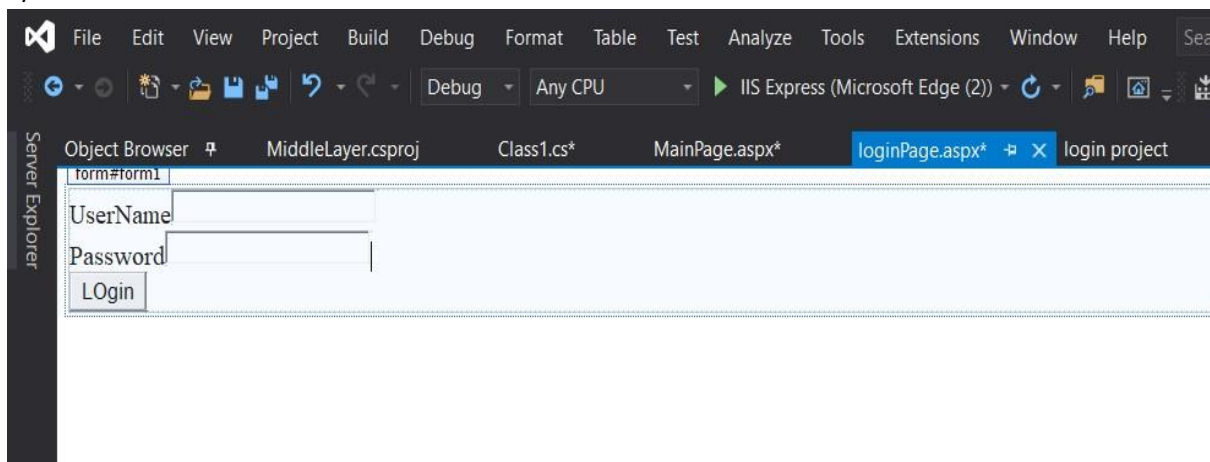 File Edit View Project Build Debug Format Table Test Analyze Tools Extensions Window Help Sea
Debug Any CPU IIS Express (Microsoft Edge (2))
Server Explorer
Object Browser MiddleLayer.csproj Class1.cs* MainPage.aspx* loginPage.aspx* login project
form#form1
UserName
Password
LOgin